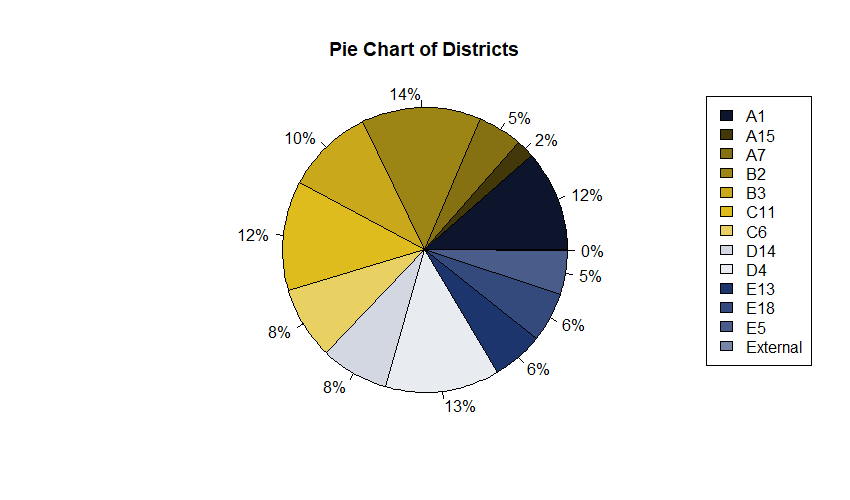 Pie Chart of Districts
14%
5%
2%
10%
12%
12%
0%
5%
8%
6%
6%
8%
13%
A1
A15
A7
B2
B3
C11
C6
D14
D4
E13
E18
E5
External